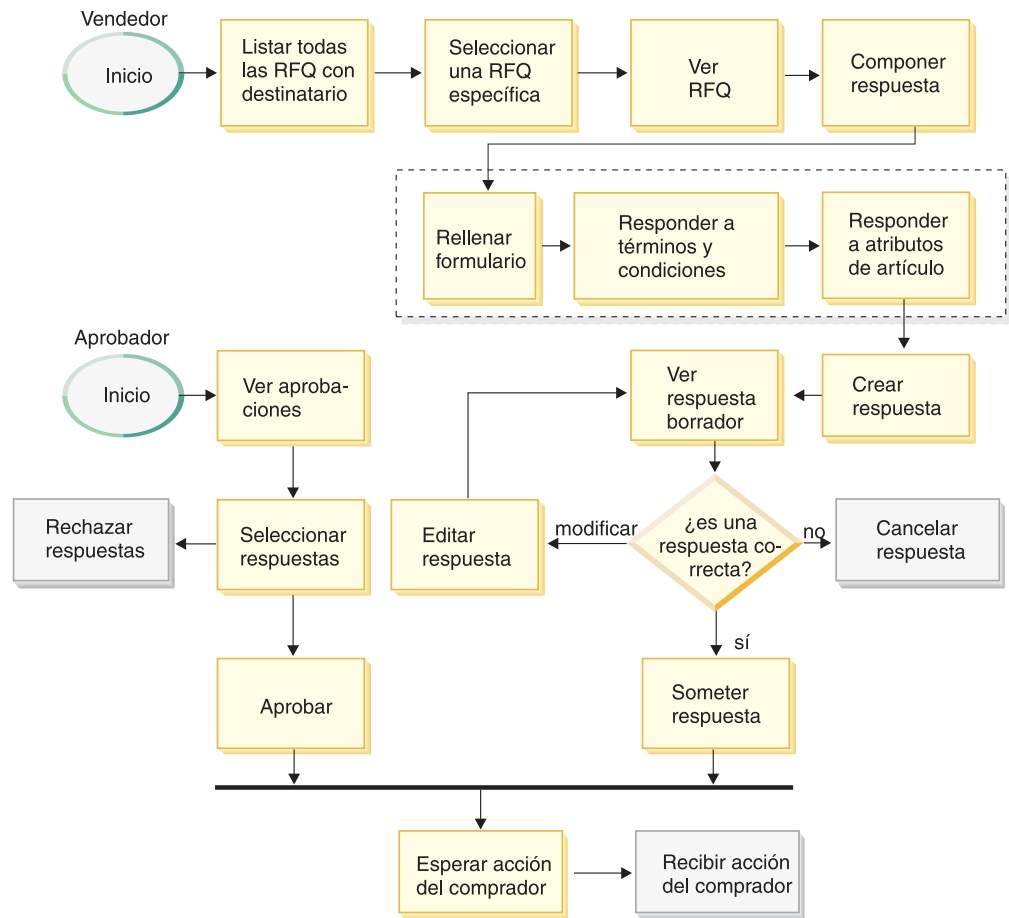 Vendedor
Inicio
Listar todas
las RFQ con
destinatario
Seleccionar
una RFQ
específica
Ver
RFQ
Componer
respuesta
Rellenar
formulario
Responder a
términos y
condiciones
Responder
a atributos
de artículo
Aprobador
Inicio
Ver aproba-
ciones
Ver
respuesta
borrador
Crear
respuesta
Rechazar
respuestas
Seleccionar
respuestas
Editar
respuesta
modificar
¿es una
respuesta co-
rrecta?
no
Cancelar
respuesta
sí
Aprobar
Someter
respuesta
Esperar acción
del comprador
Recibir acción
del comprador